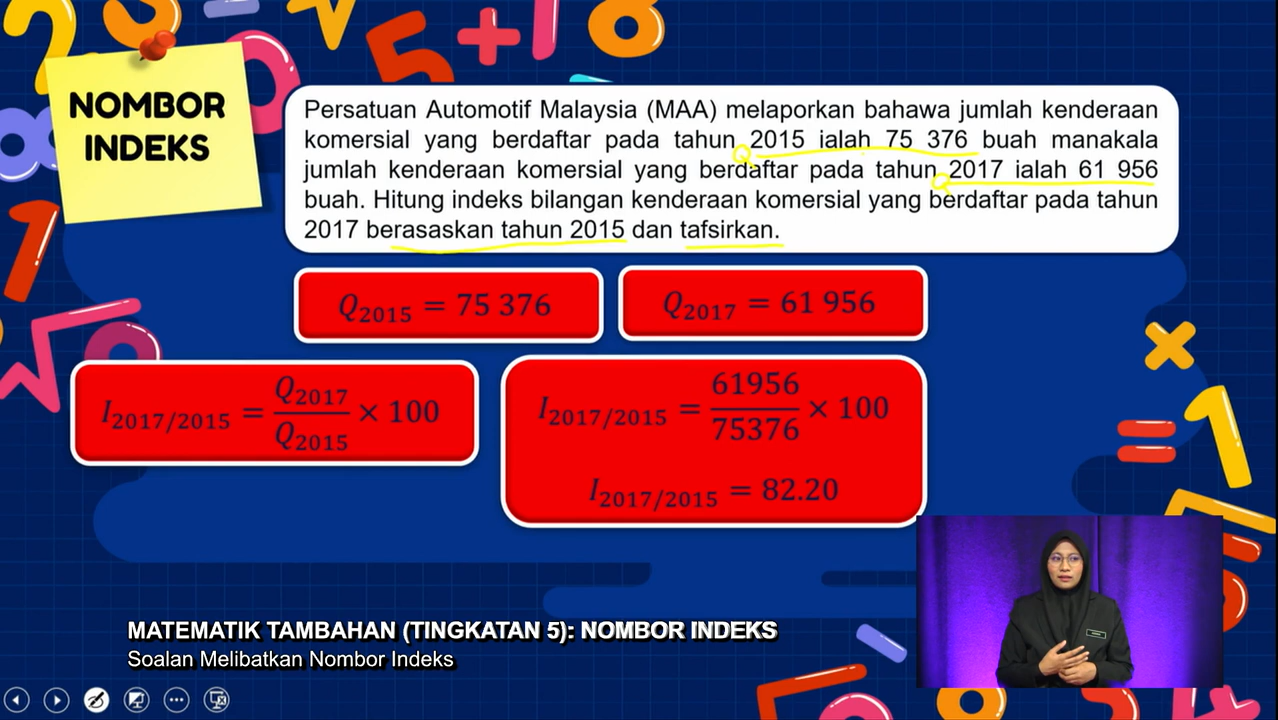 NOMBOR
INDEKS
Persatuan Automotif Malaysia (MAA) melaporkan bahawa jumlah kenderaan
komersial yang berdaftar pada tahun 2015 ialah 75 376 buah manakala
jumlah kenderaan komersial yang berdaftar pada tahun 2017 ialah 61 956
buah. Hitung indeks bilangan kenderaan komersial yang berdaftar pada tahun
2017 berasaskan tahun 2015 dan tafsirkan.
Q₂₀₁₅ = 75 376
Q₂₀₁₇ = 61 956
I₂₀₁₇/₂₀₁₅ = Q₂₀₁₇/Q₂₀₁₅ × 100
I₂₀₁₇/₂₀₁₅ = 61956/75376 × 100
I₂₀₁₇/₂₀₁₅ = 82.20
MATEMATIK TAMBAHAN (TINGKATAN 5): NOMBOR INDEKS
Soalan Melibatkan Nombor Indeks